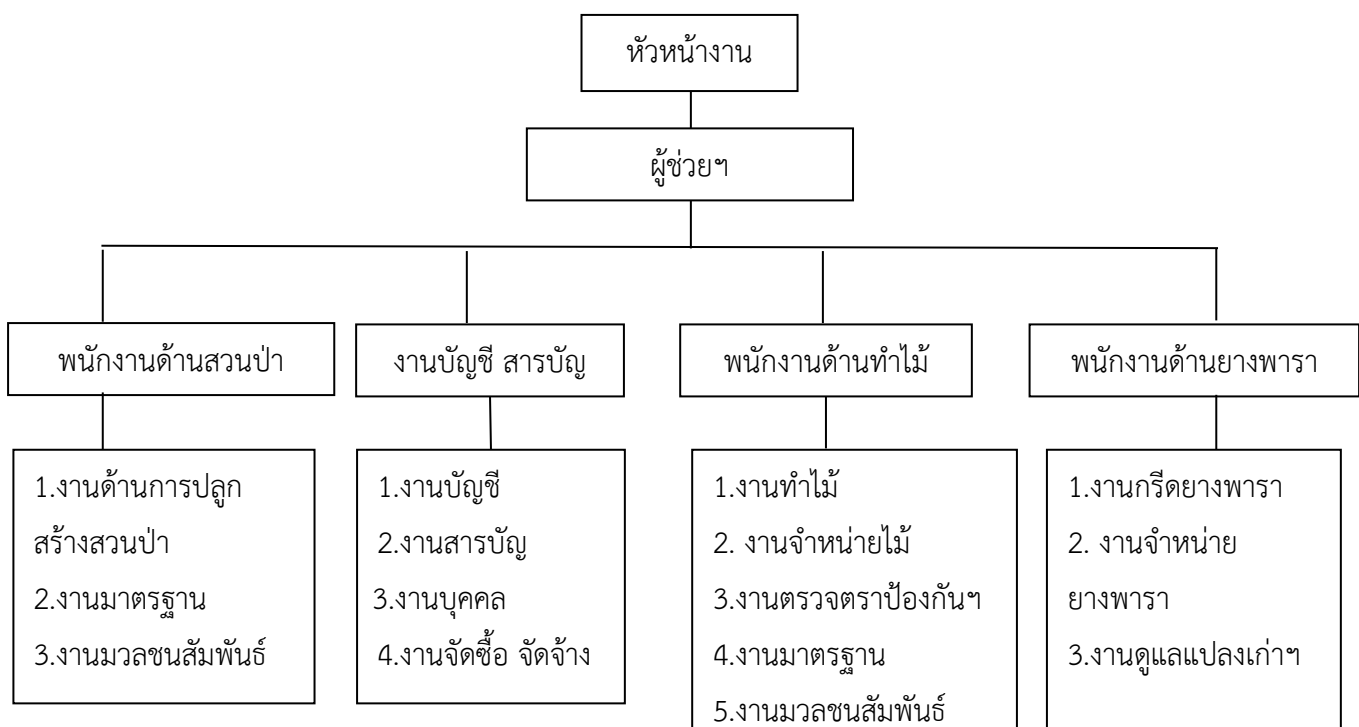 หัวหน้างาน
ผู้ช่วยฯ
พนักงานด้านสวนป่า
งานบัญชี สารบัญ
พนักงานด้านทำไม้
พนักงานด้านยางพารา
1.งานด้านการปลูก
สร้างสวนป่า
2.งานมาตรฐาน
3.งานมวลชนสัมพันธ์
1.งานบัญชี
2.งานสารบัญ
3.งานบุคคล
4.งานจัดซื้อ จัดจ้าง
1.งานทำไม้
2. งานจำหน่ายไม้
3.งานตรวจตราป้องกันฯ
4.งานมาตรฐาน
5.งานมวลชนสัมพันธ์
1.งานกรีดยางพารา
2. งานจำหน่าย
ยางพารา
3.งานดูแลแปลงเก่าฯ